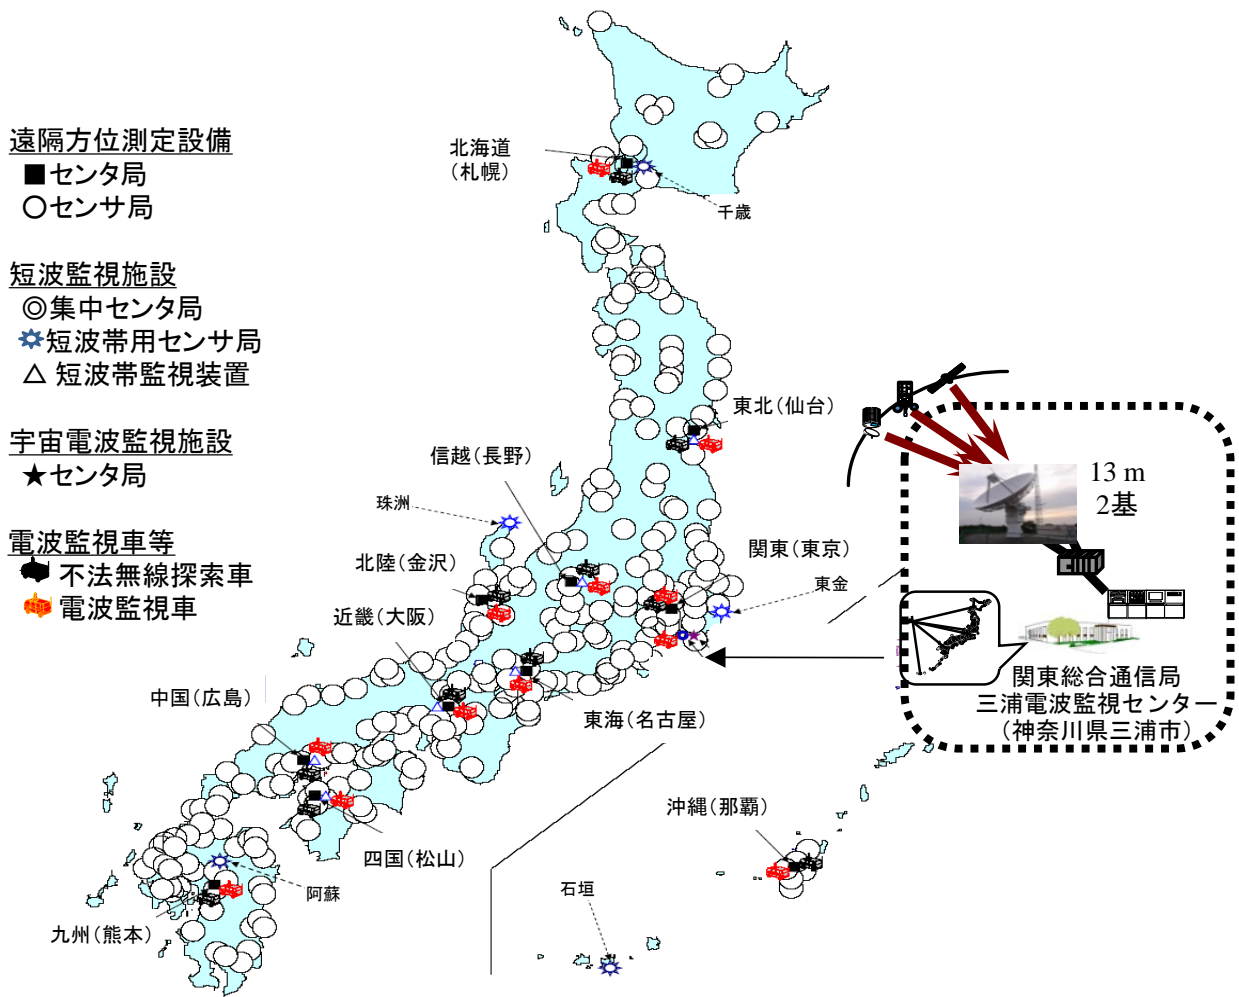 遠隔方位測定設備
■センタ局
○センサ局
短波監視施設
◎集中センタ局
短波帯用センサ局
△ 短波帯監視装置
宇宙電波監視施設
★センタ局
電波監視車等
不法無線探索車
電波監視車
北海道
(札幌)
千歳
東北(仙台)
信越(長野)
珠洲
北陸(金沢)
近畿(大阪)
関東(東京)
東金
中国(広島)
東海(名古屋)
四国(松山)
阿蘇
九州(熊本)
沖縄(那覇)
石垣
13 m
2基
関東総合通信局
三浦電波監視センター
(神奈川県三浦市)